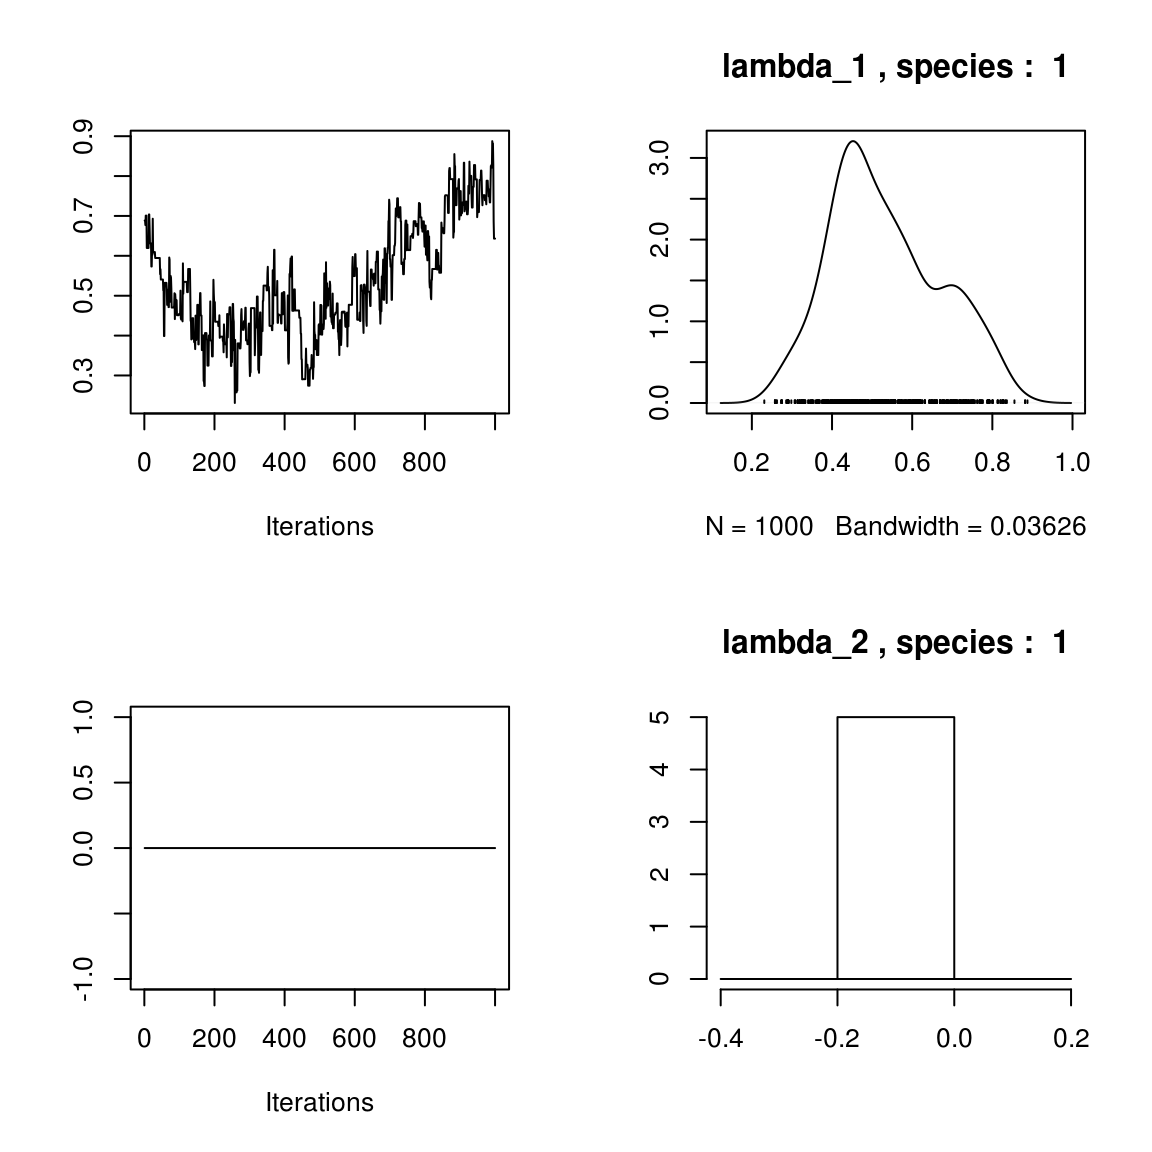 lambda_1 , species :  1
0.3 0.5 0.7 0.9
0 200 400 600 800
Iterations
0.0 1.0 2.0 3.0
0.2 0.4 0.6 0.8 1.0
N = 1000   Bandwidth = 0.03626
lambda_2 , species :  1
-1.0 0.0 0.5 1.0
0 200 400 600 800
Iterations
0 1 2 3 4 5
-0.4 -0.2 0.0 0.2